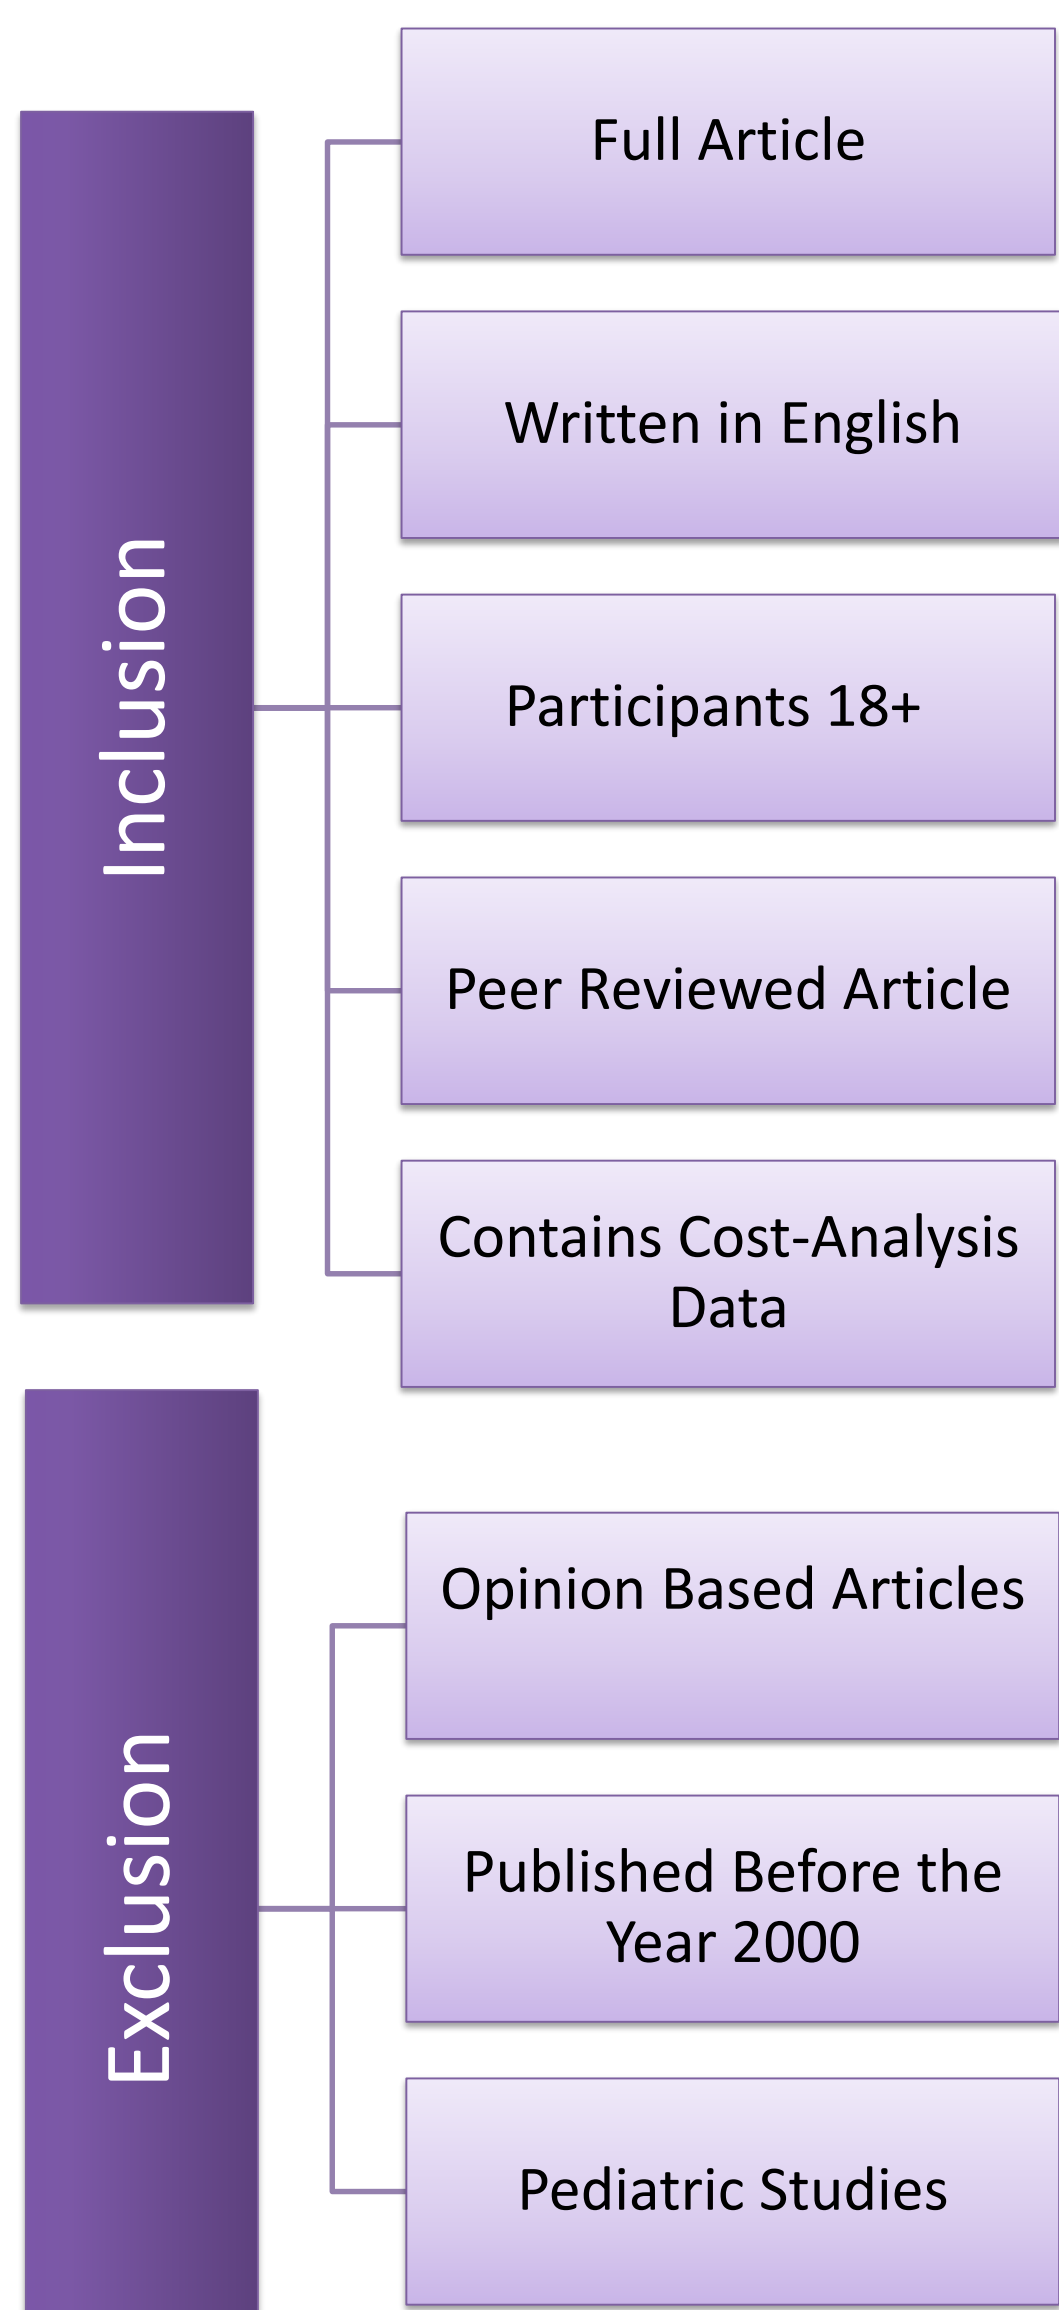 Inclusion
Full Article
Written in English
Participants 18+
Peer Reviewed Article
Contains Cost-Analysis
Data
Exclusion
Opinion Based Articles
Published Before the
Year 2000
Pediatric Studies